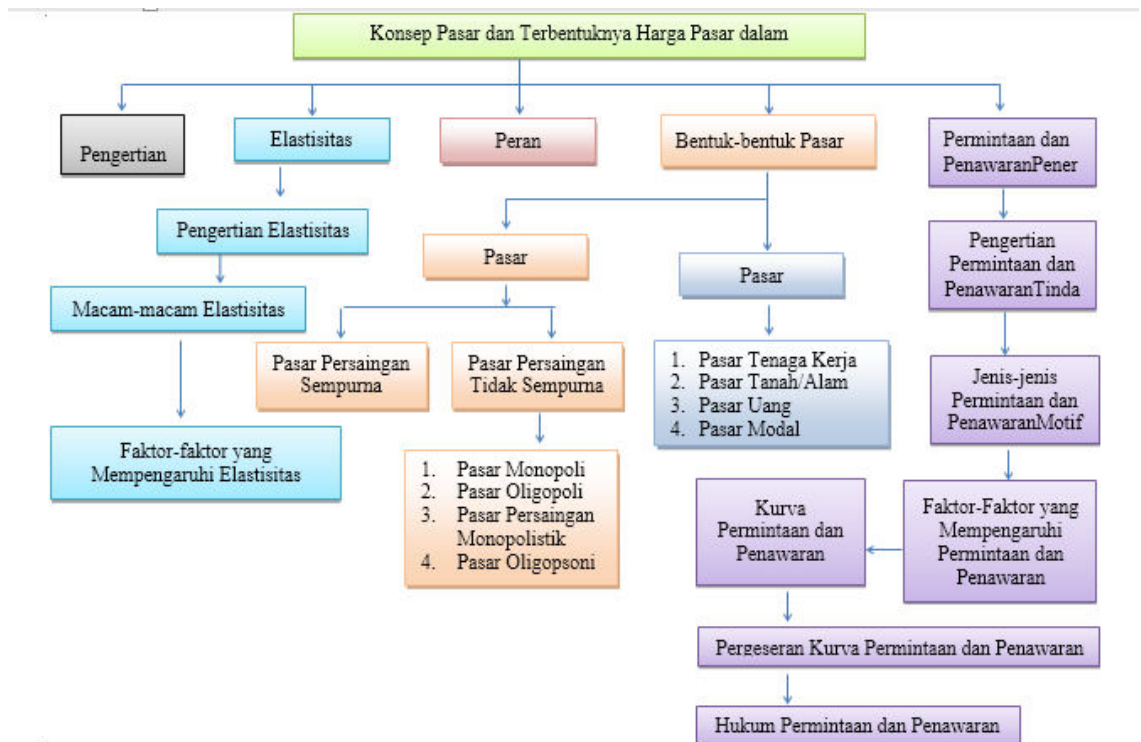 Konsep Pasar dan Terbentuknya Harga Pasar dalam
Pengertian
Elastisitas
Peran
Bentuk-bentuk Pasar
Permintaan dan
PenawaranPener
Pengertian Elastisitas
Pasar
Pasar
Pengertian
Permintaan dan
PenawaranTinda
Macam-macam Elastisitas
Pasar Persaingan
Sempurna
Pasar Persaingan
Tidak Sempurna
1. Pasar Tenaga Kerja
2. Pasar Tanah/Alam
3. Pasar Uang
4. Pasar Modal
Jenis-jenis
Permintaan dan
PenawaranMotif
Faktor-faktor yang
Mempengaruhi Elastisitas
1. Pasar Monopoli
2. Pasar Oligopoli
3. Pasar Persaingan
Monopolistik
4. Pasar Oligopsoni
Kurva
Permintaan dan
Penawaran
Faktor-Faktor yang
Mempengaruhi
Permintaan dan
Penawaran
Pergeseran Kurva Permintaan dan Penawaran
Hukum Permintaan dan Penawaran